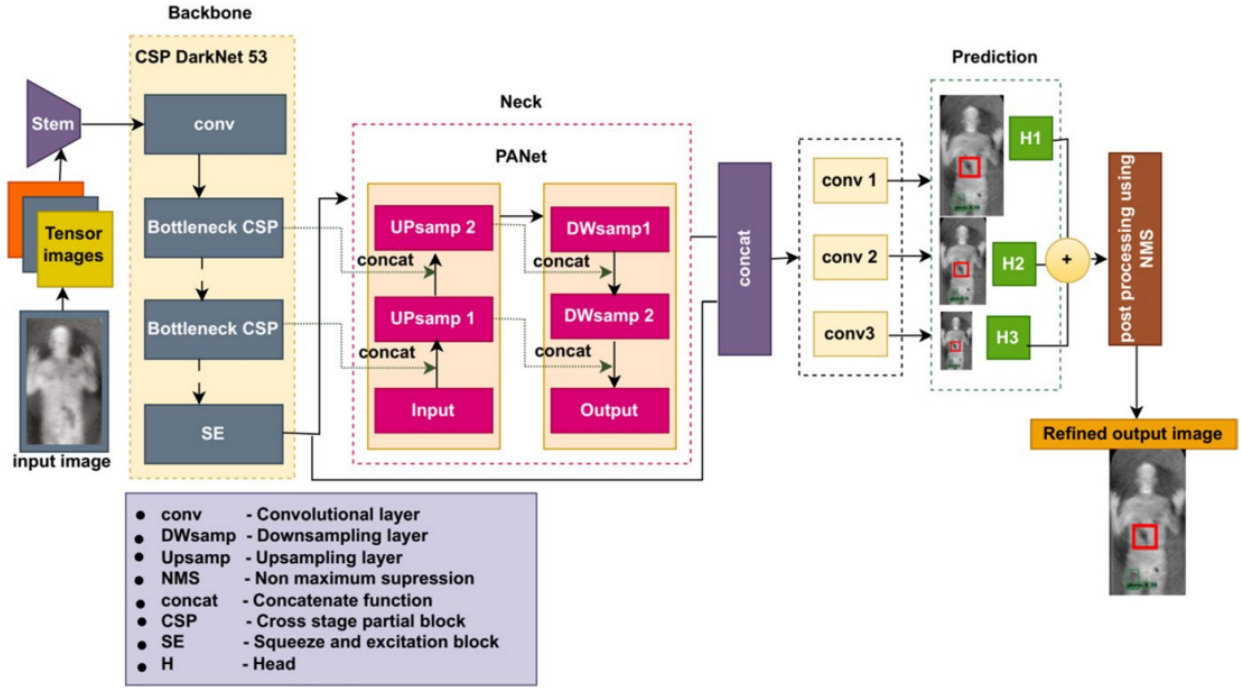 Backbone
CSP DarkNet 53
Stem
conv
Tensor
images
Bottleneck CSP
Bottleneck CSP
SE
input image
Neck
PANet
UPsamp 2
concat
UPsamp 1
concat
Input
DWsamp1
concat
DWsamp 2
concat
Output
concat
conv 1
conv 2
conv3
Prediction
H1
H2
H3
+
post processing using
NMS
Refined output image
conv - Convolutional layer
DWsamp - Downsampling layer
Upsamp - Upsampling layer
NMS - Non maximum supression
concat - Concatenate function
CSP - Cross stage partial block
SE - Squeeze and excitation block
H - Head